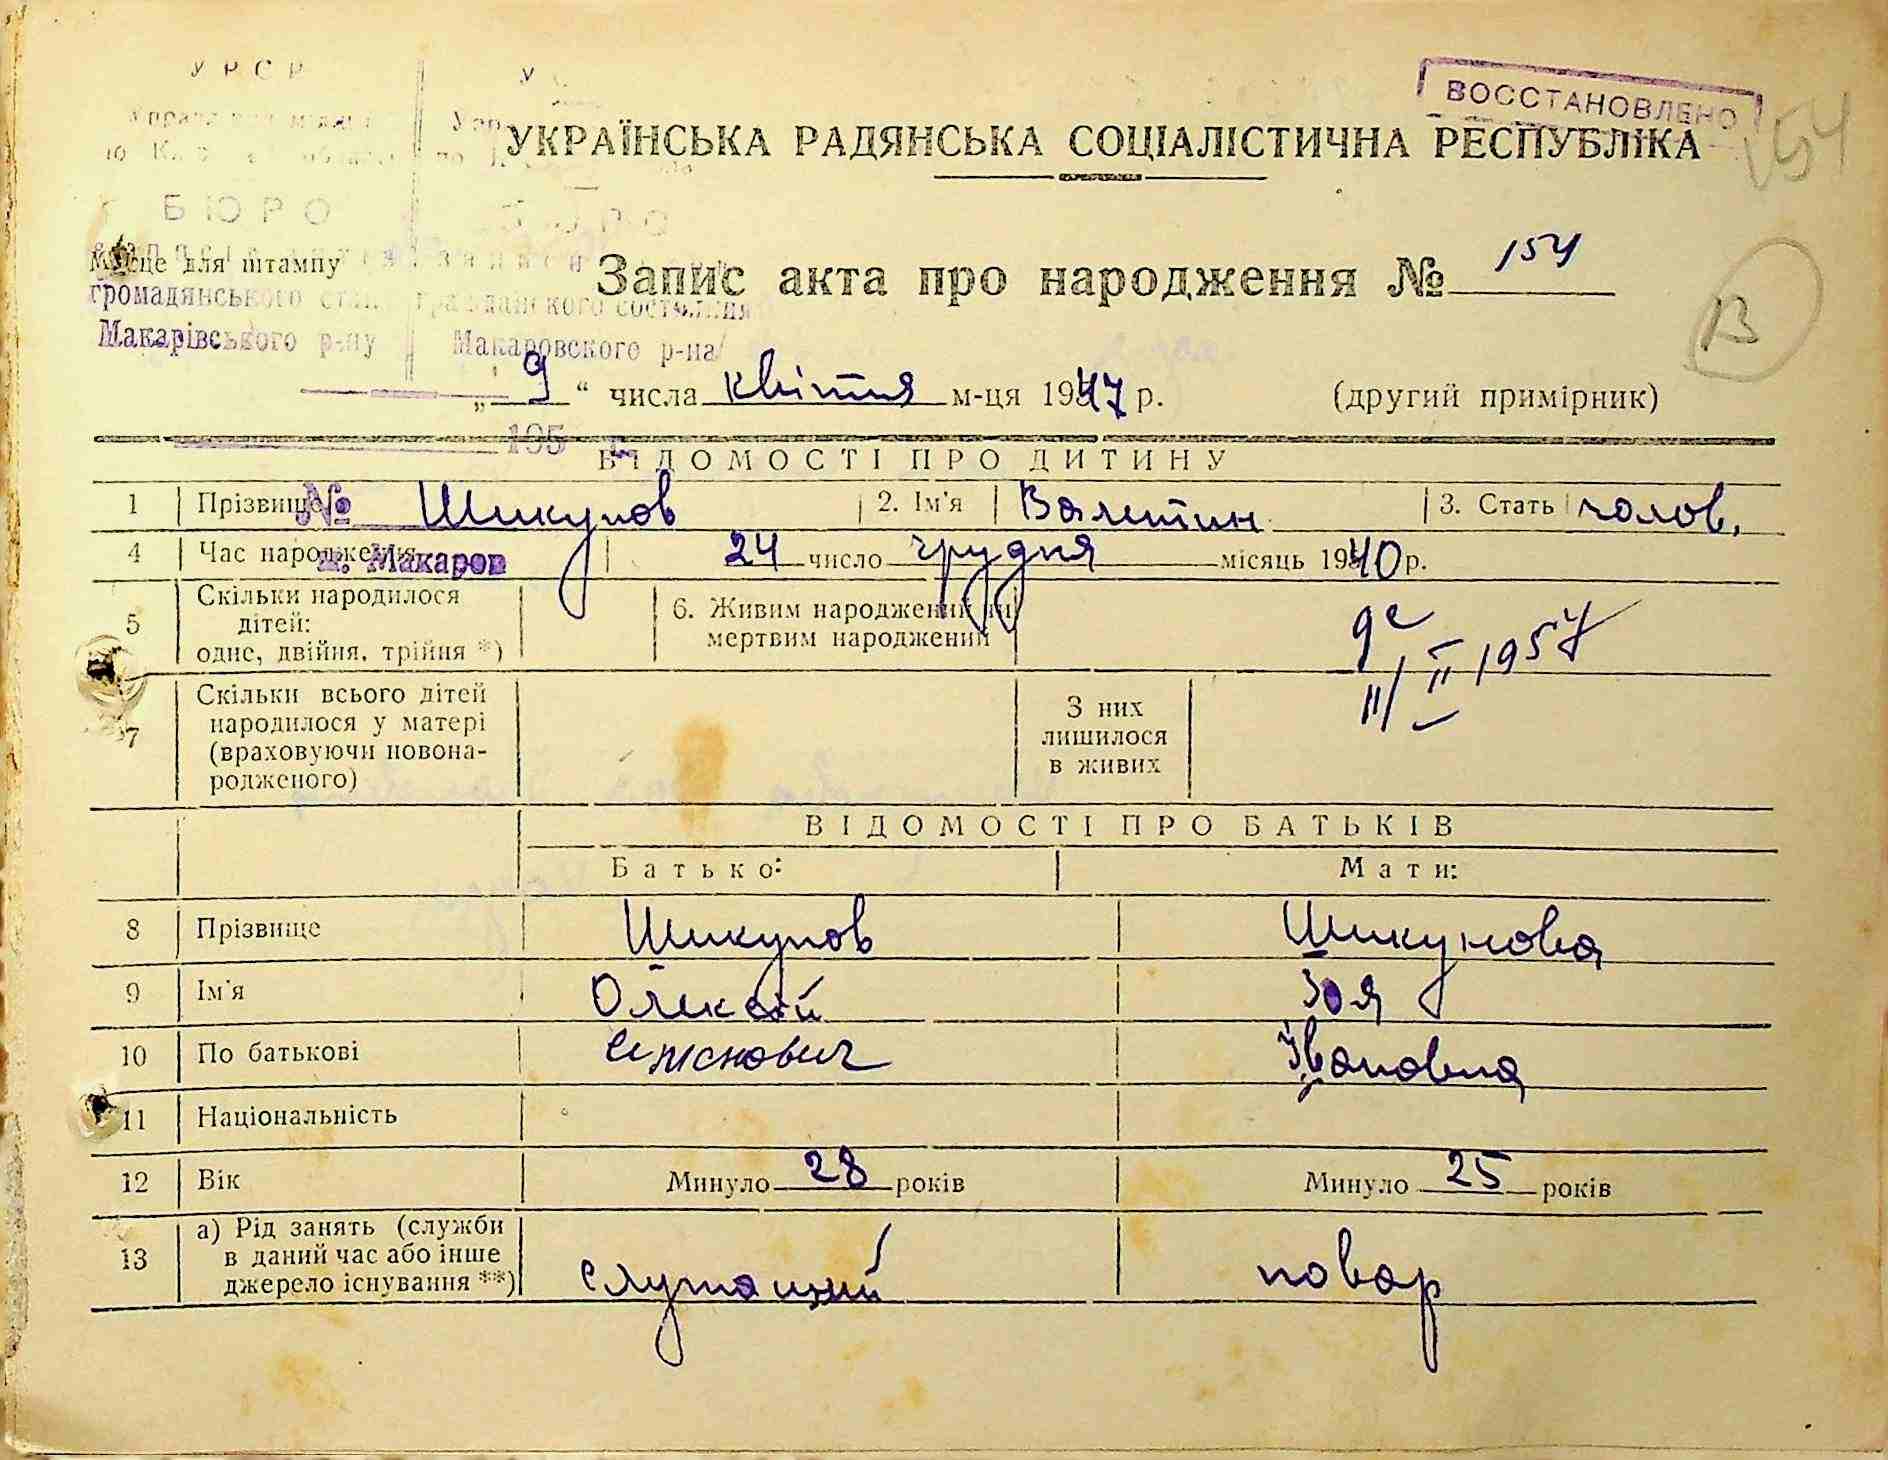 УРСР
ВОССТАНОВЛЕНО
154
УКРАЇНСЬКА РАДЯНСЬКА СОЦІАЛІСТИЧНА РЕСПУБЛІКА
БЮРО БЮРО
Місце для штампу
Запис акта про народження № 154
громадянського стану гражданского состояния
Макарівського р-ну Макаровского р-на
В
„ 9 “ числа квітня м-ця 1947 р. (другий примірник)
195
ВІДОМОСТІ ПРО ДИТИНУ
1 Прізвище № Шикунов 2. Ім'я Валетин 3. Стать чолов.
4 Час народження м. Макаров 24 число грудня місяць 1940 р.
5 Скільки народилося дітей: одне, двійня, трійня *) 6. Живим народжений чи мертвим народжений
1957
7 Скільки всього дітей народилося у матері (враховуючи новонародженого) З них лишилося в живих
ВІДОМОСТІ ПРО БАТЬКІВ
Батько: Мати:
8 Прізвище Шикунов Шикунова
9 Ім'я Олексій Зоя
10 По батькові Івановна
11 Національність
12 Вік Минуло 28 років Минуло 25 років
13 а) Рід занять (служби в даний час або інше джерело існування **) служащий повар